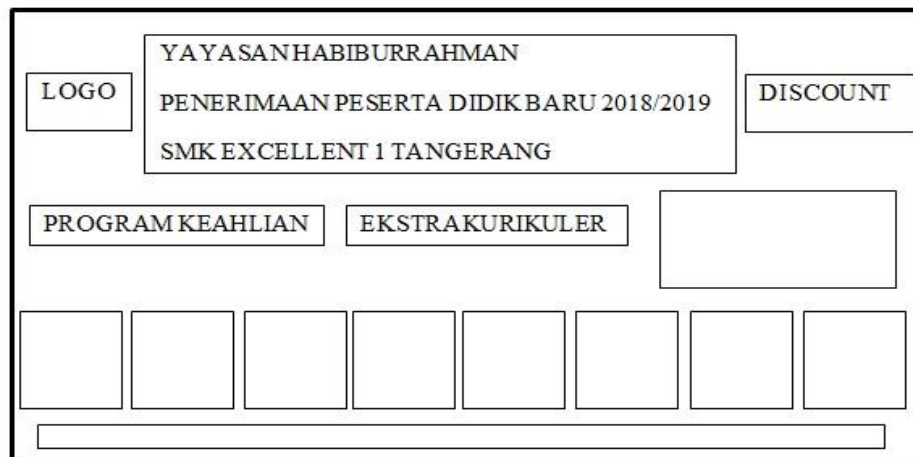 LOGO
YAYASAN HABIBURRAHMAN
PENERIMAAN PESERTA DIDIK BARU 2018/2019
SMK EXCELLENT 1 TANGERANG
DISCOUNT
PROGRAM KEAHLIAN
EKSTRAKURIKULER